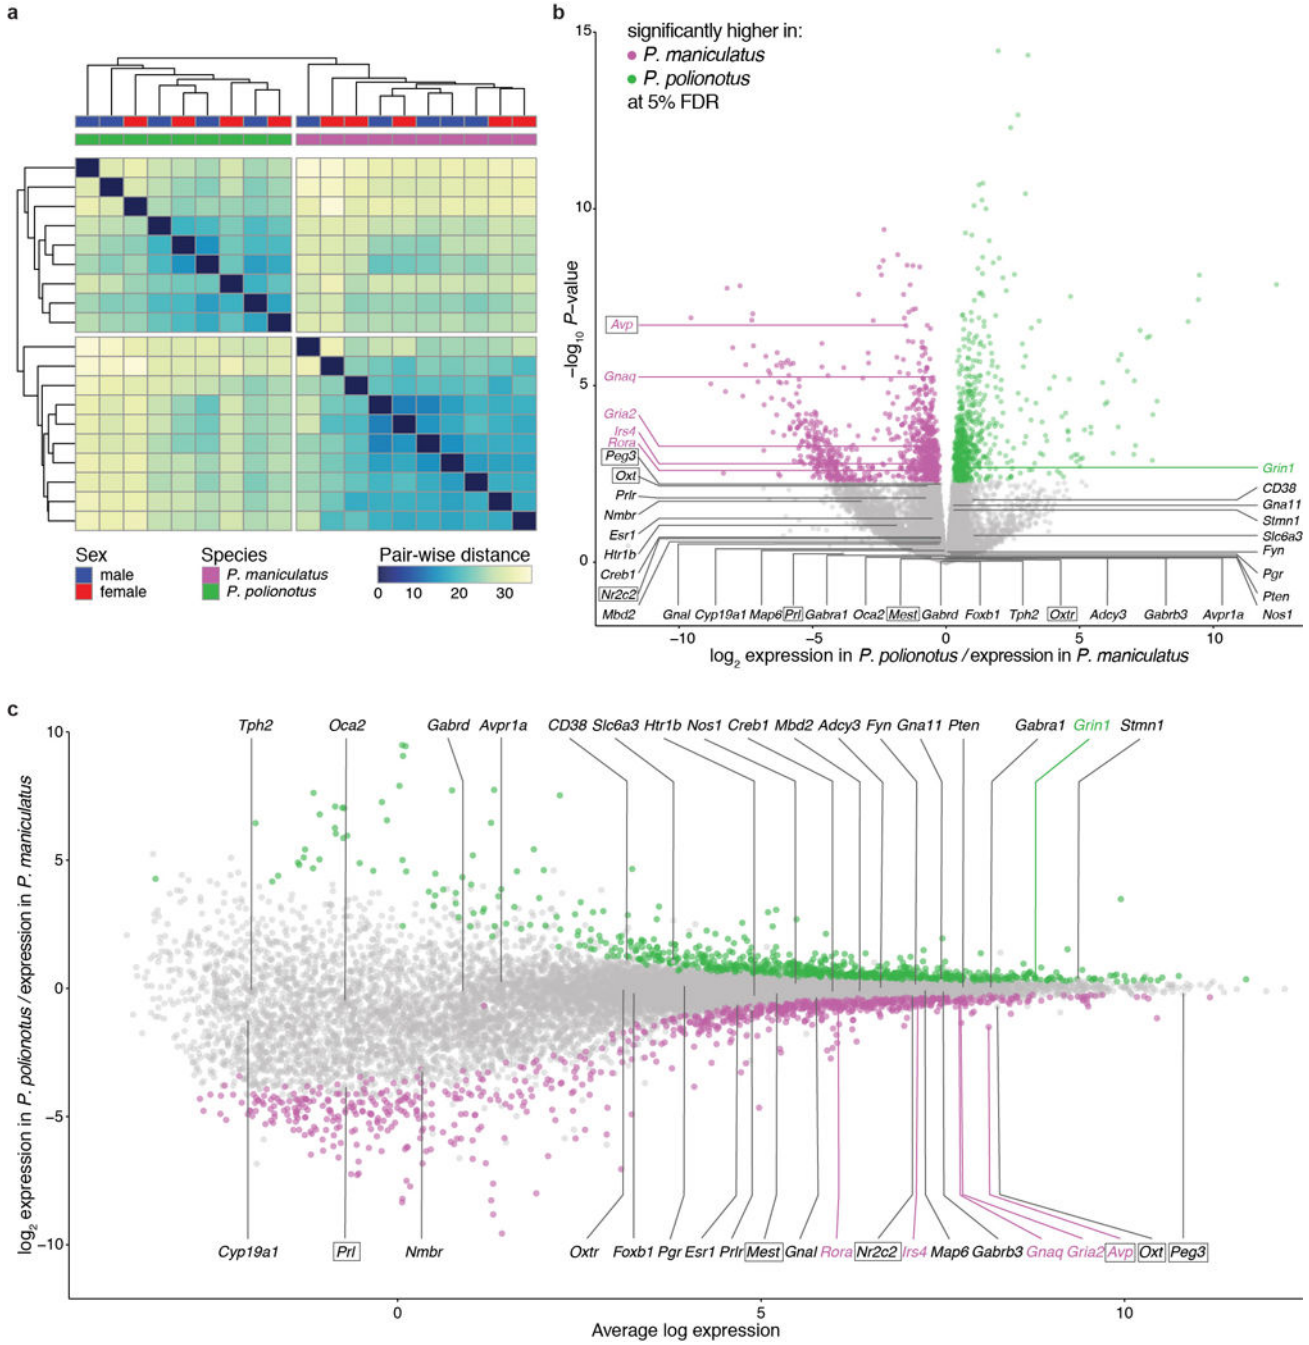 a
Sex
male
female
Species
P. maniculatus
P. polionotus
Pair-wise distance
0 10 20 30
b
significantly higher in:
P. maniculatus
P. polionotus
at 5% FDR
15
10
5
0
−log10 P−value
Avp
Gnaq
Gria2
Irs4
Rora
Peg3
Oxt
Prlr
Nmbr
Esr1
Htr1b
Creb1
Nr2c2
Mbd2 Gnal Cyp19a1 Map6 Prl Gabra1 Oca2 Mest Gabrd Foxb1 Tph2 Oxtr Adcy3 Gabrb3 Avpr1a Nos1
Grin1
CD38
Gna11
Stmn1
Slc6a3
Fyn
Pgr
Pten
−10 −5 0 5 10
log2 expression in P. polionotus / expression in P. maniculatus
c
Tph2 Oca2 Gabrd Avpr1a CD38 Slc6a3 Htr1b Nos1 Creb1 Mbd2 Adcy3 Fyn Gna11 Pten Gabra1 Grin1 Stmn1
10
5
0
−5
−10
log2 expression in P. polionotus / expression in P. maniculatus
Cyp19a1 Prl Nmbr Oxtr Foxb1 Pgr Esr1 Prlr Mest Gnal Rora Nr2c2 Irs4 Map6 Gabrb3 Gnaq Gria2 Avp Oxt Peg3
0 5 10
Average log expression